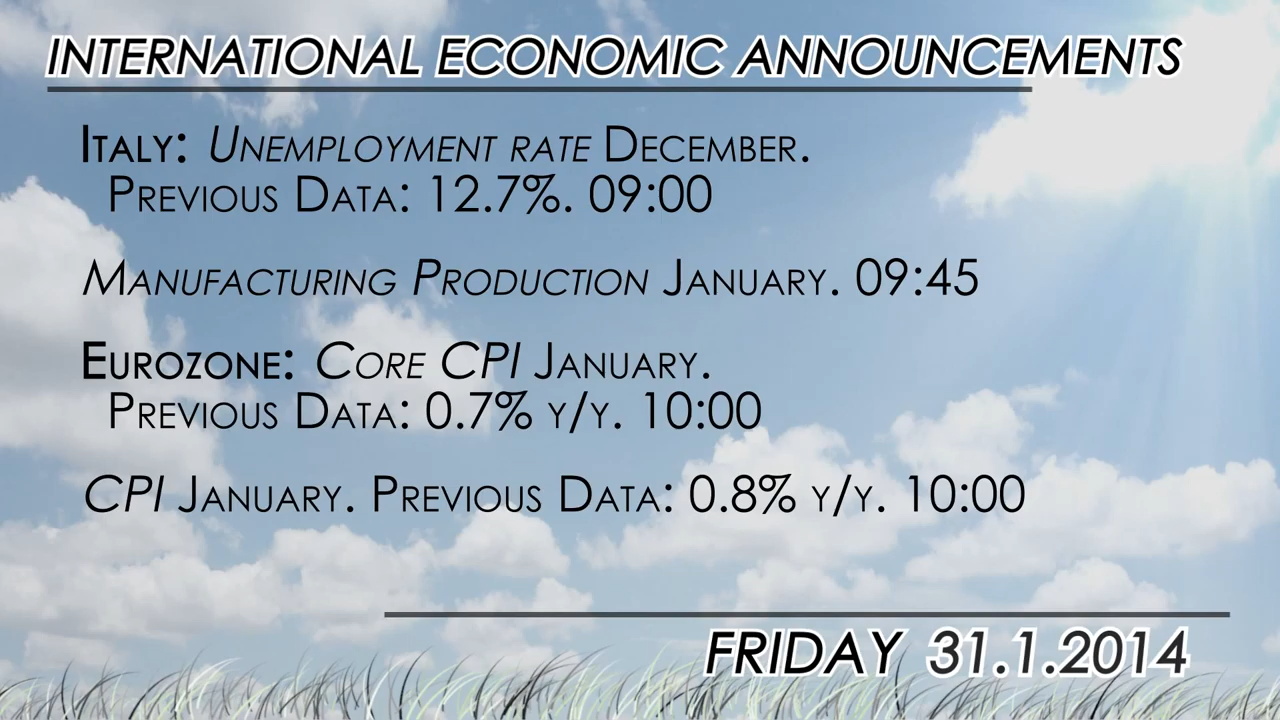 INTERNATIONAL ECONOMIC ANNOUNCEMENTS
Italy: Unemployment rate December.
Previous Data: 12.7%. 09:00
Manufacturing Production January. 09:45
Eurozone: Core CPI January.
Previous Data: 0.7% y/y. 10:00
CPI January. Previous Data: 0.8% y/y. 10:00
FRIDAY 31.1.2014